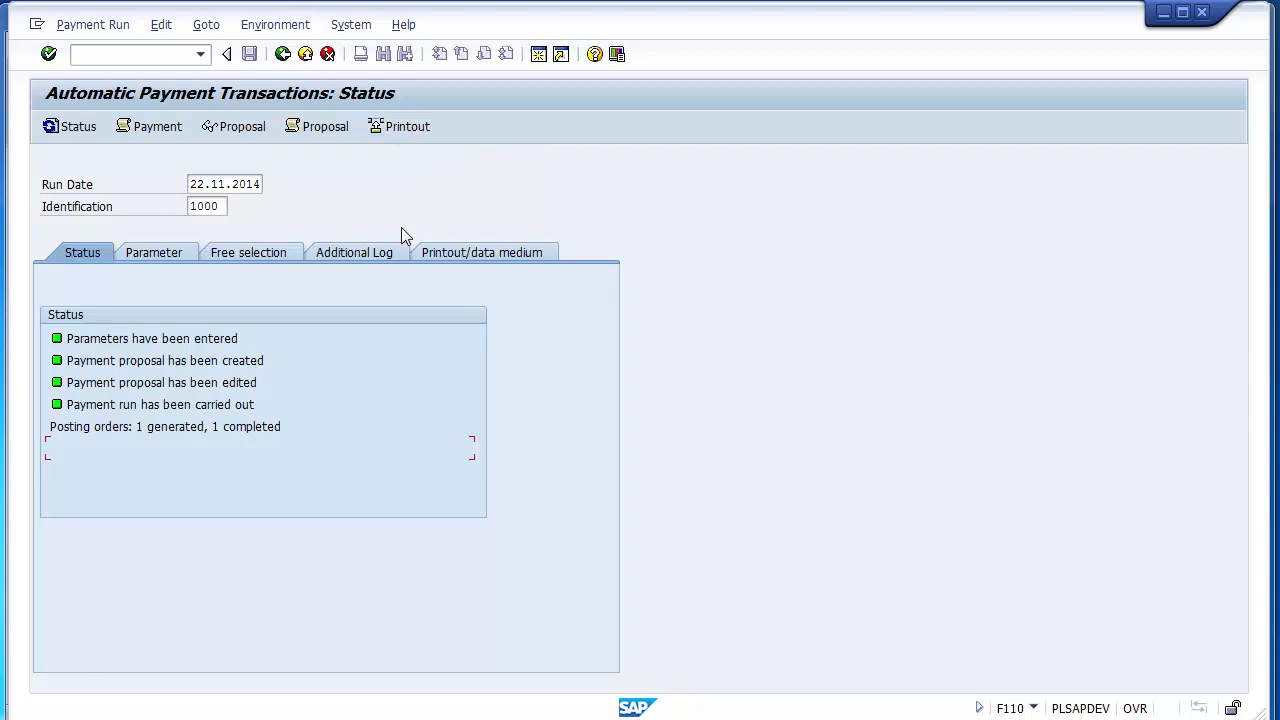 Payment Run Edit Goto Environment System Help
Automatic Payment Transactions: Status
Status Payment Proposal Proposal Printout
Run Date 22.11.2014
Identification 1000
Status Parameter Free selection Additional Log Printout/data medium
Status
Parameters have been entered
Payment proposal has been created
Payment proposal has been edited
Payment run has been carried out
Posting orders: 1 generated, 1 completed
SAP F110 PLSAPDEV OVR